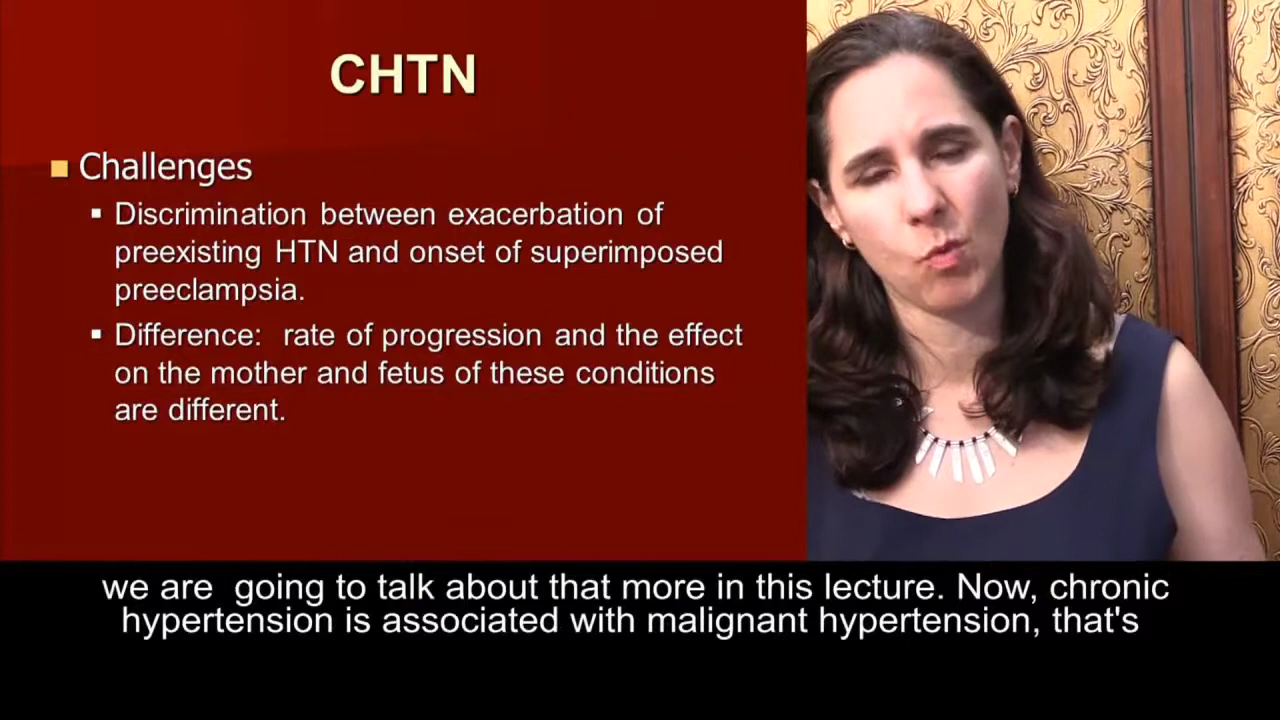 CHTN
Challenges
Discrimination between exacerbation of
preexisting HTN and onset of superimposed
preeclampsia.
Difference: rate of progression and the effect
on the mother and fetus of these conditions
are different.
we are going to talk about that more in this lecture. Now, chronic
hypertension is associated with malignant hypertension, that's